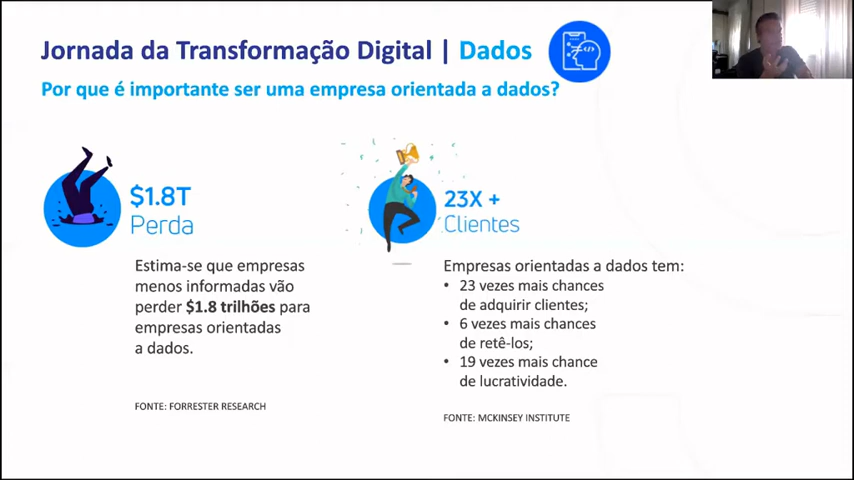 Jornada da Transformação Digital | Dados
Por que é importante ser uma empresa orientada a dados?
$1.8T
Perda
Estima-se que empresas
menos informadas vão
perder $1.8 trilhões para
empresas orientadas
a dados.
FONTE: FORRESTER RESEARCH
23X +
Clientes
Empresas orientadas a dados tem:
• 23 vezes mais chances
de adquirir clientes;
• 6 vezes mais chances
de retê-los;
• 19 vezes mais chance
de lucratividade.
FONTE: MCKINSEY INSTITUTE